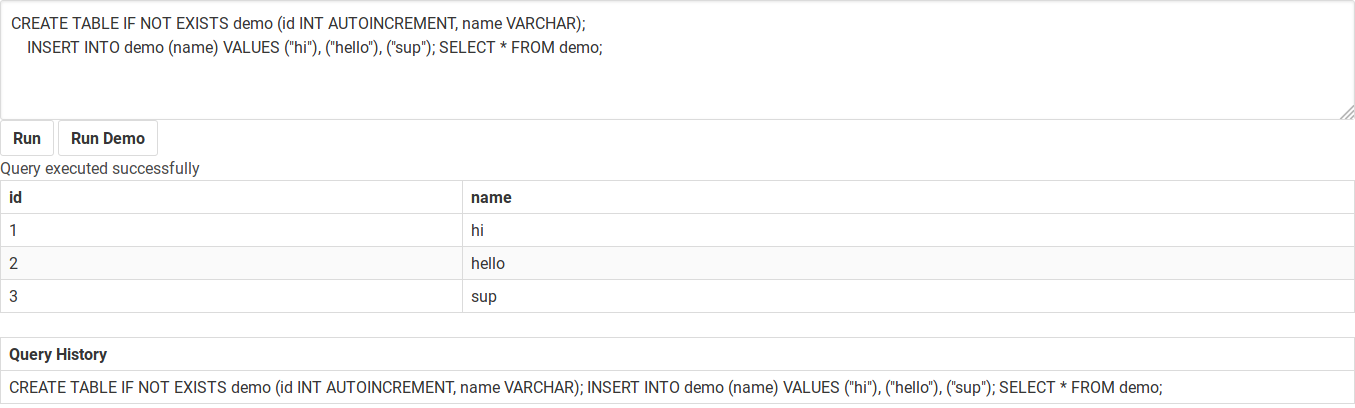 CREATE TABLE IF NOT EXISTS demo (id INT AUTOINCREMENT, name VARCHAR);
INSERT INTO demo (name) VALUES ("hi"), ("hello"), ("sup"); SELECT * FROM demo;
Run Run Demo
Query executed successfully
id name
1 hi
2 hello
3 sup
Query History
CREATE TABLE IF NOT EXISTS demo (id INT AUTOINCREMENT, name VARCHAR); INSERT INTO demo (name) VALUES ("hi"), ("hello"), ("sup"); SELECT * FROM demo;